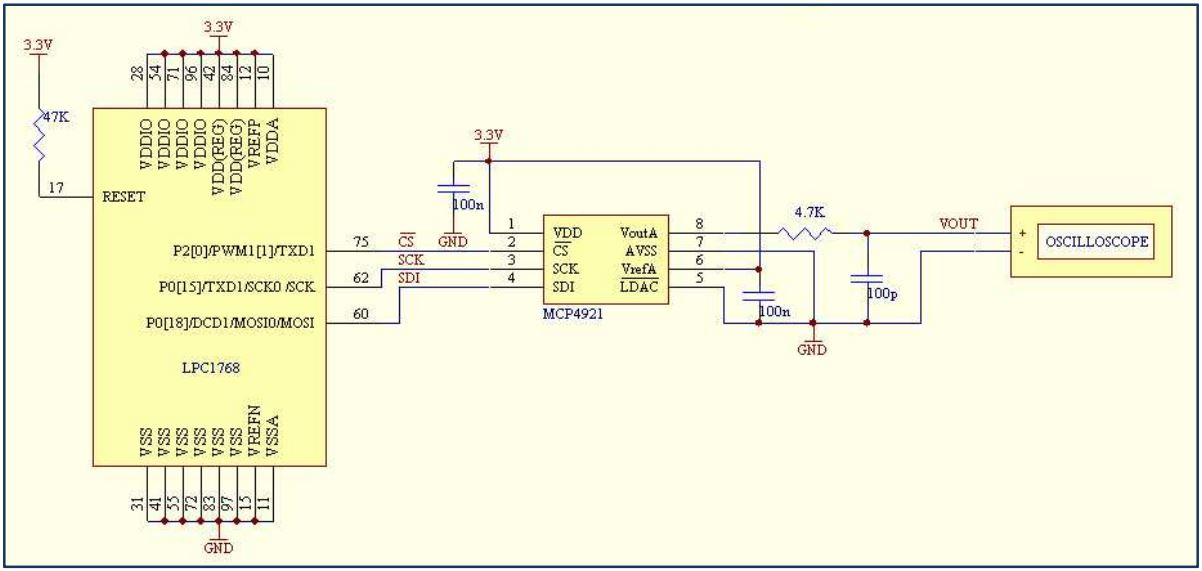 3.3V
3.3V
28
54
71
96
42
84
12
10
47K
VDDIO
VDDIO
VDDIO
VDDIO
VDD(REG)
VDD(REG)
VREFP
VDDA
17
RESET
3.3V
100n
GND
P2[0]/PWM1[1]/TXD1
75
CS
P0[15]/TXD1/SCK0 /SCK
62
SCK
P0[18]/DCD1/MOSI0/MOSI
60
SDI
LPC1768
1
2
3
4
VDD
CS
SCK
SDI
VoutA
AVSS
VrefA
LDAC
8
7
6
5
MCP4921
4.7K
VOUT
100n
100p
GND
+
-
OSCILLOSCOPE
VSS
VSS
VSS
VSS
VSS
VSS
VREFN
VSSA
31
41
55
72
83
97
15
11
GND